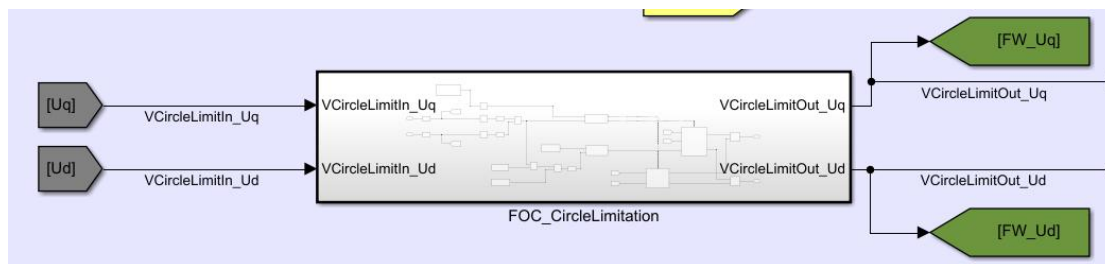 [FW_Uq]
[Uq]
VCircleLimitIn_Uq
VCircleLimitIn_Uq
VCircleLimitOut_Uq
VCircleLimitOut_Uq
[Ud]
VCircleLimitIn_Ud
VCircleLimitIn_Ud
VCircleLimitOut_Ud
VCircleLimitOut_Ud
FOC_CircleLimitation
[FW_Ud]